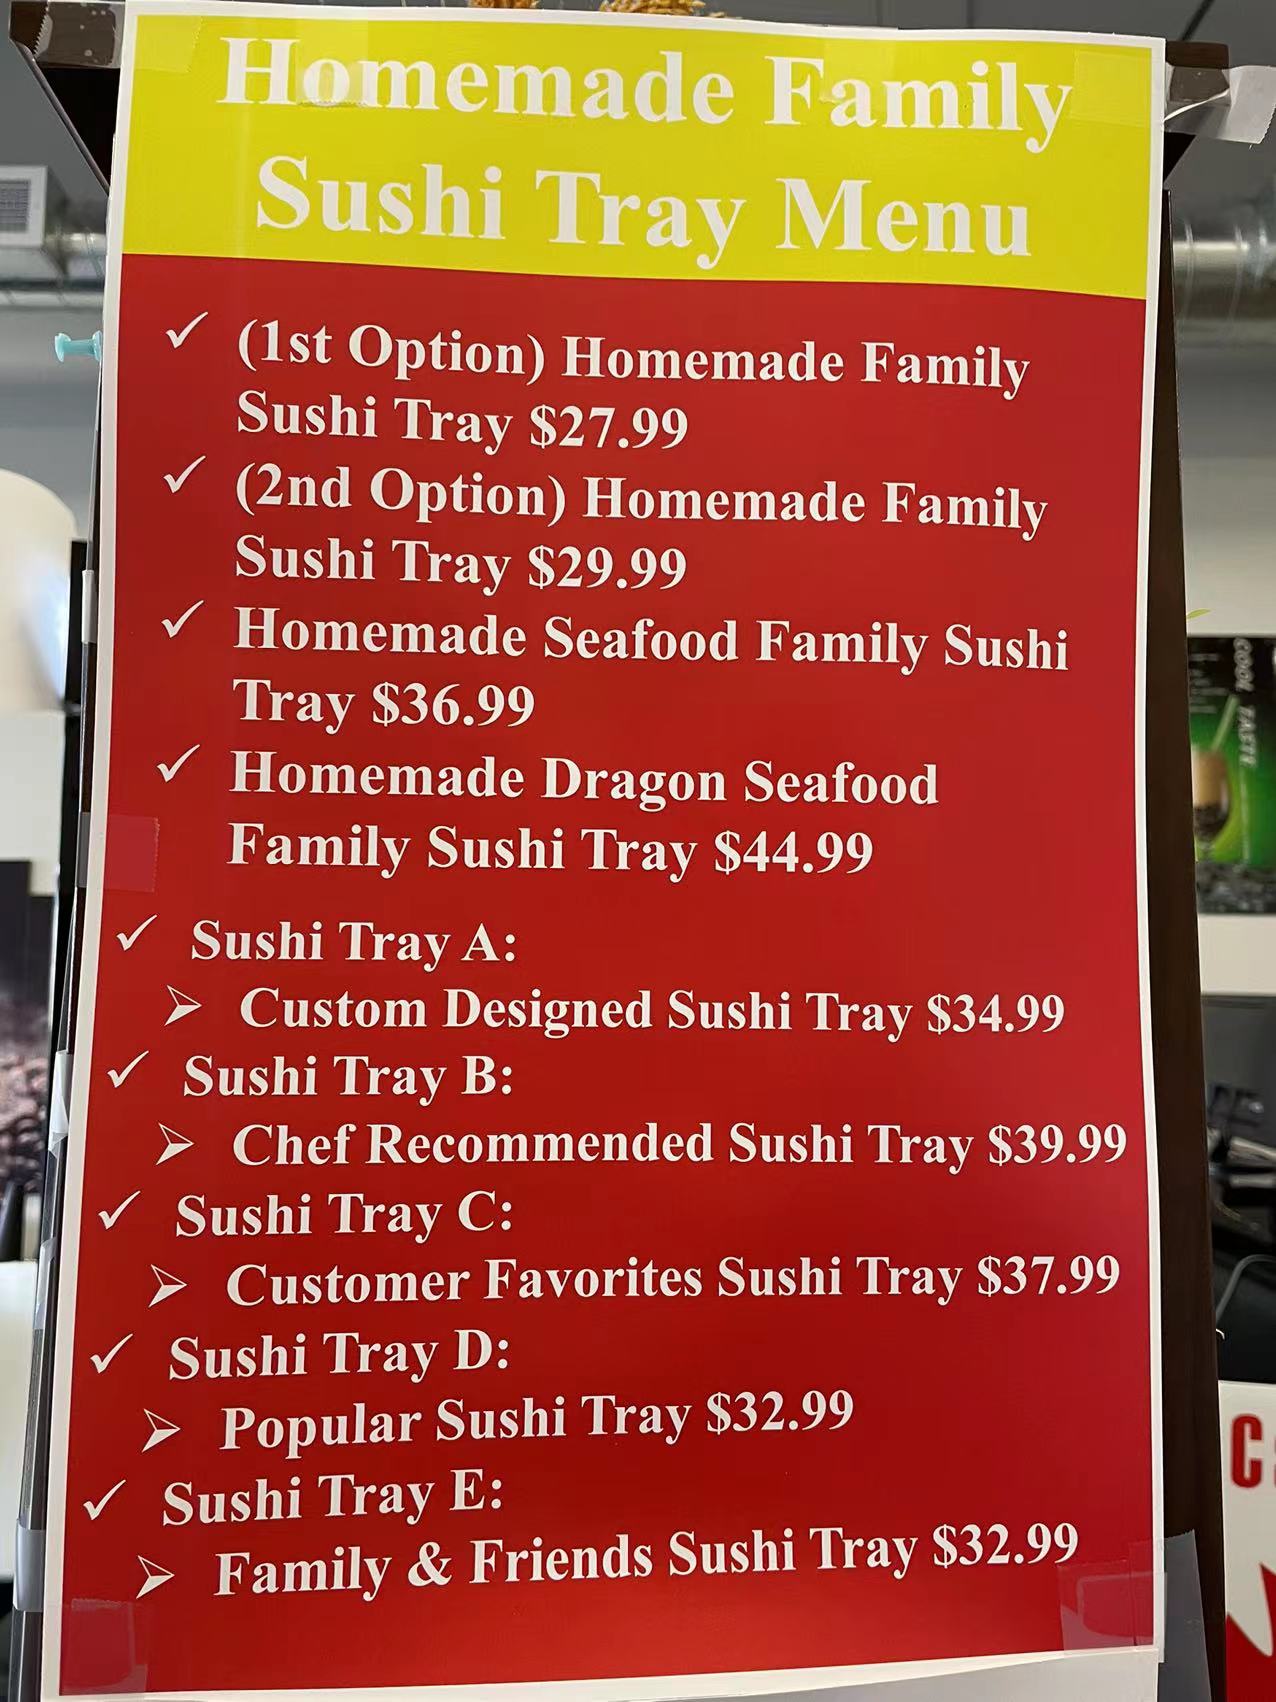 Homemade Family
Sushi Tray Menu
✓ (1st Option) Homemade Family
Sushi Tray $27.99
✓ (2nd Option) Homemade Family
Sushi Tray $29.99
✓ Homemade Seafood Family Sushi
Tray $36.99
✓ Homemade Dragon Seafood
Family Sushi Tray $44.99
✓ Sushi Tray A:
➢ Custom Designed Sushi Tray $34.99
✓ Sushi Tray B:
➢ Chef Recommended Sushi Tray $39.99
✓ Sushi Tray C:
➢ Customer Favorites Sushi Tray $37.99
✓ Sushi Tray D:
➢ Popular Sushi Tray $32.99
✓ Sushi Tray E:
➢ Family & Friends Sushi Tray $32.99
COOL TASTE